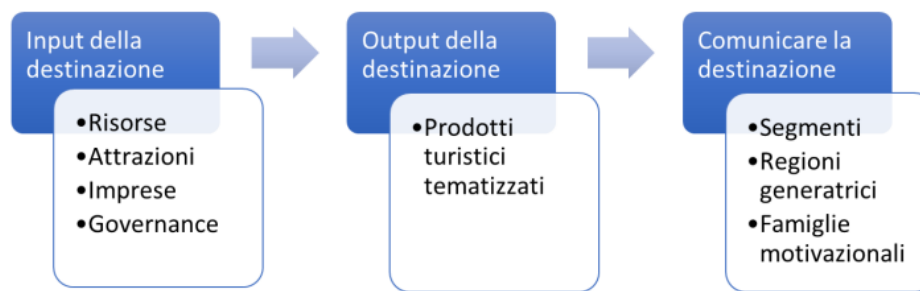 Input della
destinazione
•Risorse
•Attrazioni
•Imprese
•Governance
Output della
destinazione
•Prodotti
turistici
tematizzati
Comunicare la
destinazione
•Segmenti
•Regioni
generatrici
•Famiglie
motivazionali